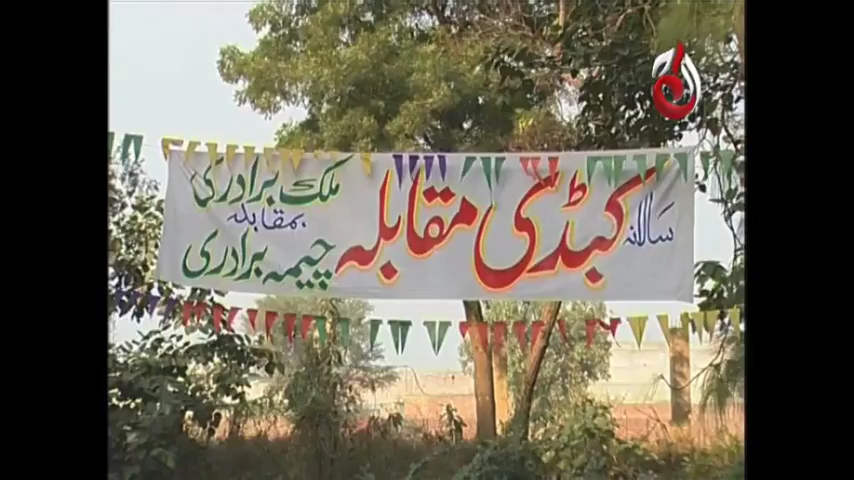 سالانہ کبڈی مقابلہ
ملک برادری
بمقابلہ
چیمہ برادری